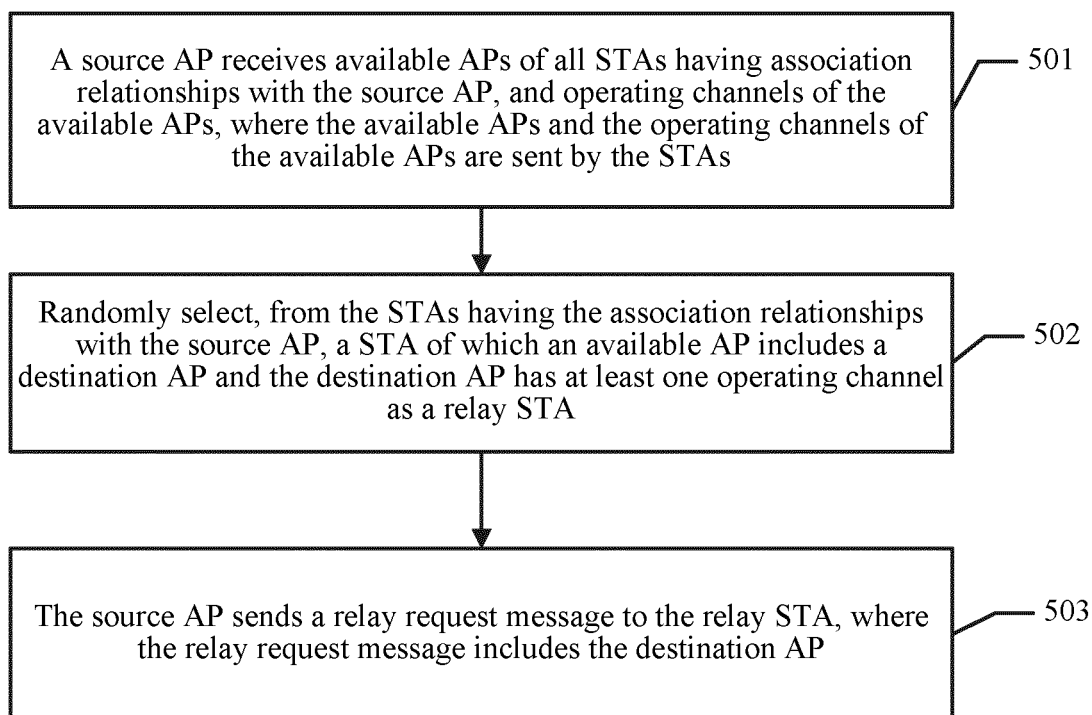 A source AP receives available APs of all STAs having association
relationships with the source AP, and operating channels of the
available APs, where the available APs and the operating channels of
the available APs are sent by the STAs
501
Randomly select, from the STAs having the association relationships
with the source AP, a STA of which an available AP includes a
destination AP and the destination AP has at least one operating channel
as a relay STA
502
The source AP sends a relay request message to the relay STA, where
the relay request message includes the destination AP
503